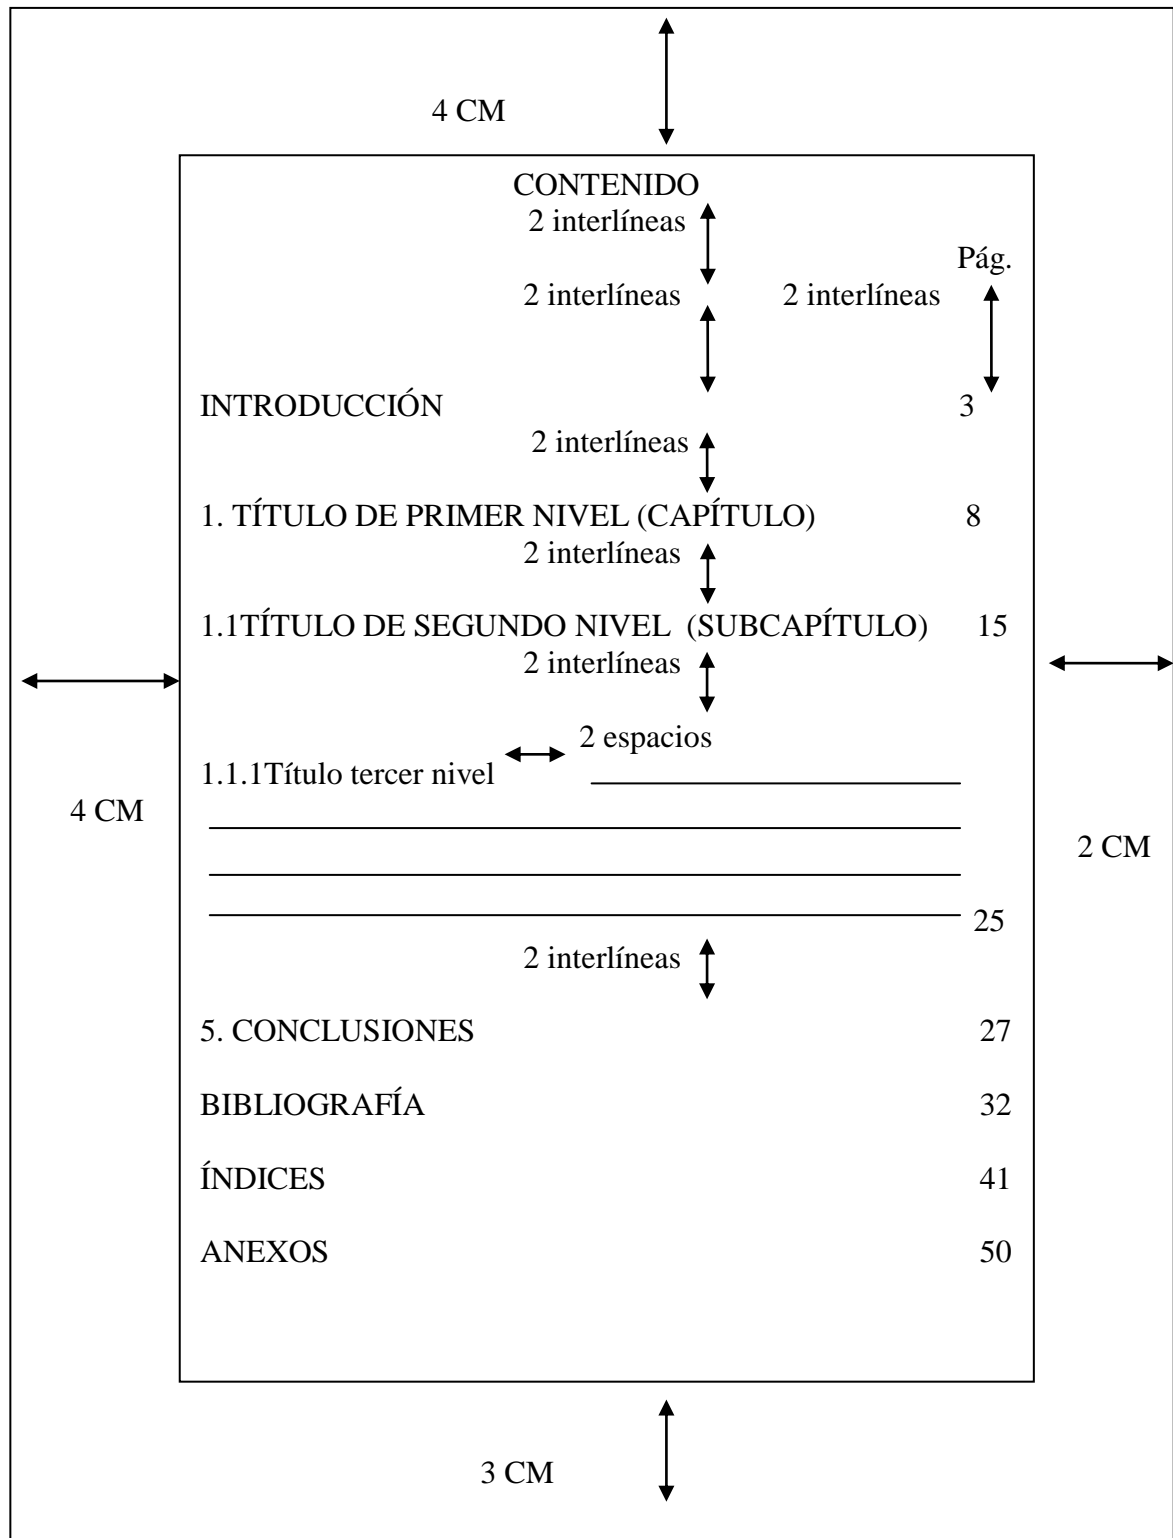 4 CM
CONTENIDO
2 interlíneas
Pág.
2 interlíneas 2 interlíneas
INTRODUCCIÓN 3
2 interlíneas
1. TÍTULO DE PRIMER NIVEL (CAPÍTULO) 8
2 interlíneas
1.1TÍTULO DE SEGUNDO NIVEL (SUBCAPÍTULO) 15
2 interlíneas
2 espacios
1.1.1Título tercer nivel
4 CM
2 CM
25
2 interlíneas
5. CONCLUSIONES 27
BIBLIOGRAFÍA 32
ÍNDICES 41
ANEXOS 50
3 CM